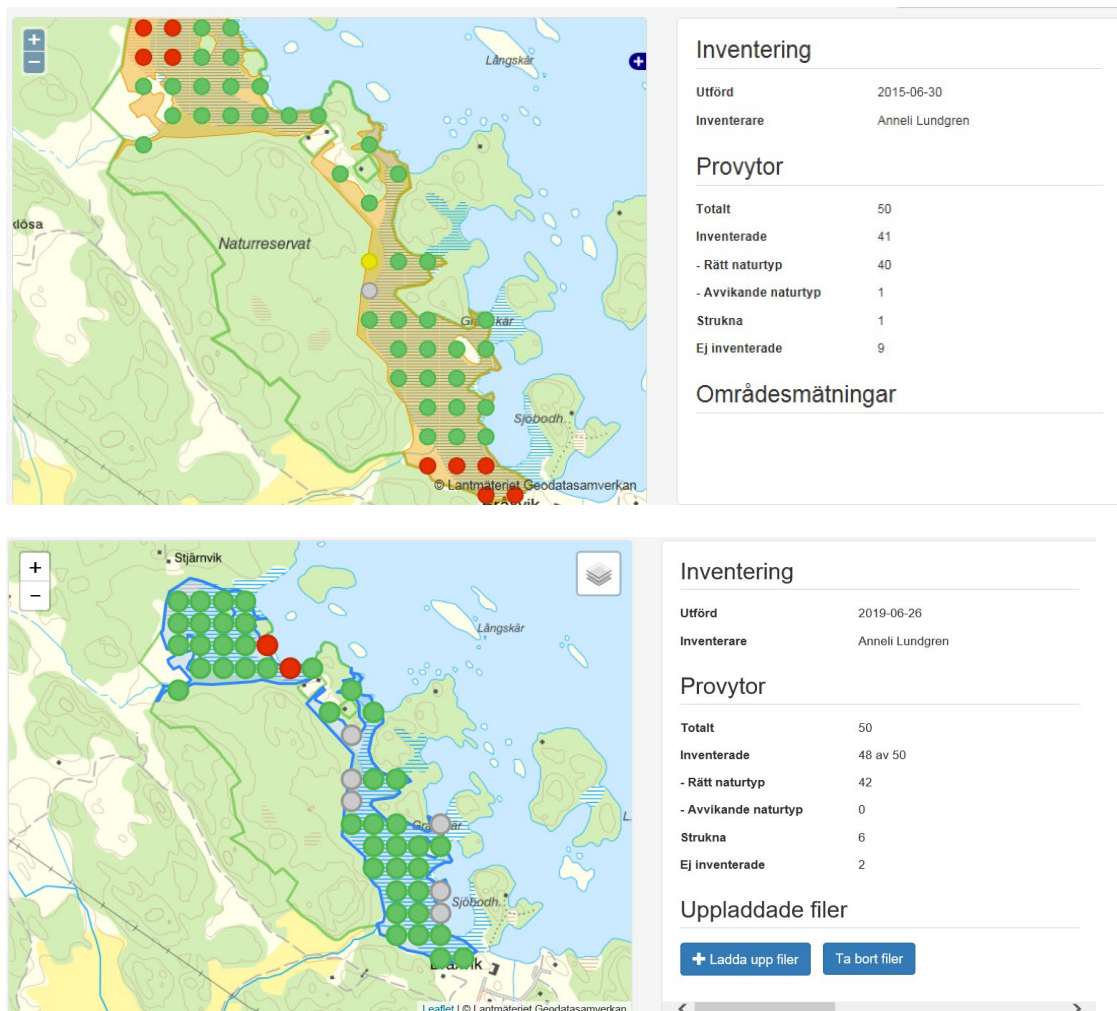 +
−
Långskär
+
Inventering
Utförd 2015-06-30
Inventerare Anneli Lundgren
Provytor
Totalt 50
Inventerade 41
- Rätt naturtyp 40
- Avvikande naturtyp 1
Strukna 1
Ej inventerade 9
Områdesmätningar
Naturreservat
Sjöbodh.
© Lantmäteriet Geodatasamverkan
+
−
Stjärnvik
Långskär
Sjöbodh.
Leaflet | © Lantmäteriet Geodatasamverkan
Inventering
Utförd 2019-06-26
Inventerare Anneli Lundgren
Provytor
Totalt 50
Inventerade 48 av 50
- Rätt naturtyp 42
- Avvikande naturtyp 0
Strukna 6
Ej inventerade 2
Uppladdade filer
+ Ladda upp filer Ta bort filer